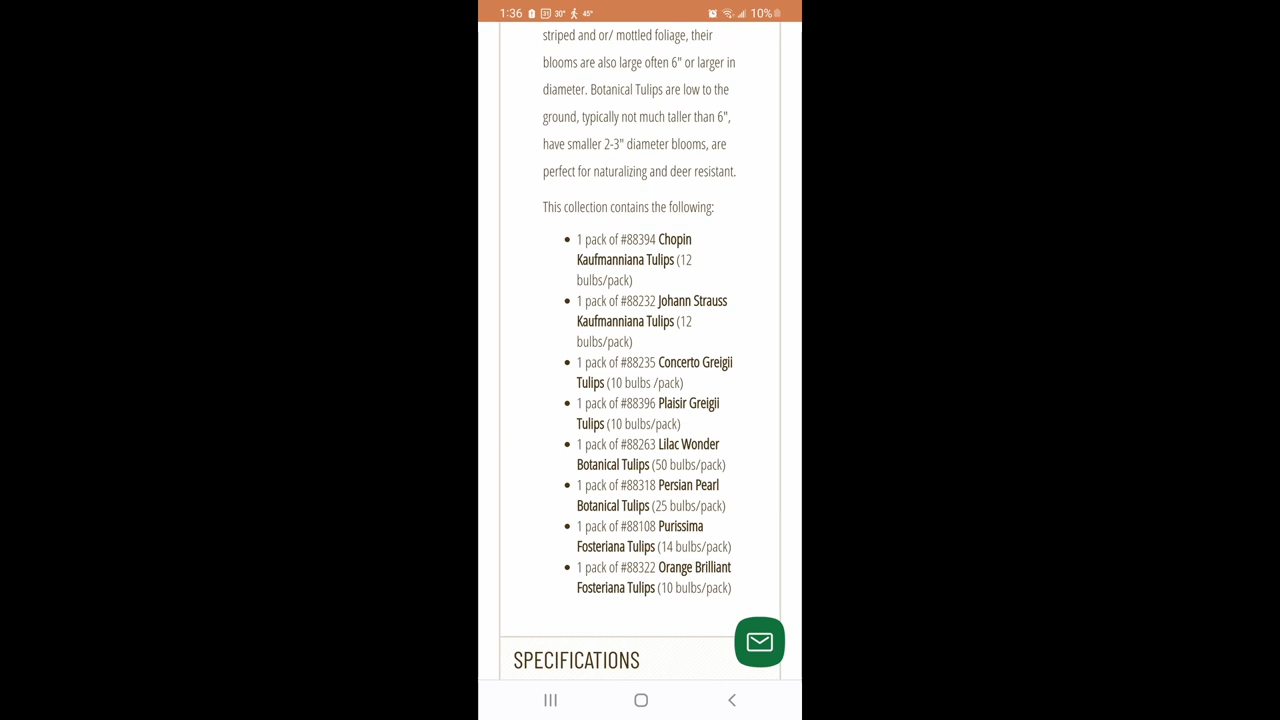 1:36 31 30° 45° 10%
striped and or/ mottled foliage, their
blooms are also large often 6" or larger in
diameter. Botanical Tulips are low to the
ground, typically not much taller than 6",
have smaller 2-3" diameter blooms, are
perfect for naturalizing and deer resistant.
This collection contains the following:
1 pack of #88394 Chopin
Kaufmanniana Tulips (12
bulbs/pack)
1 pack of #88232 Johann Strauss
Kaufmanniana Tulips (12
bulbs/pack)
1 pack of #88235 Concerto Greigii
Tulips (10 bulbs /pack)
1 pack of #88396 Plaisir Greigii
Tulips (10 bulbs/pack)
1 pack of #88263 Lilac Wonder
Botanical Tulips (50 bulbs/pack)
1 pack of #88318 Persian Pearl
Botanical Tulips (25 bulbs/pack)
1 pack of #88108 Purissima
Fosteriana Tulips (14 bulbs/pack)
1 pack of #88322 Orange Brilliant
Fosteriana Tulips (10 bulbs/pack)
SPECIFICATIONS